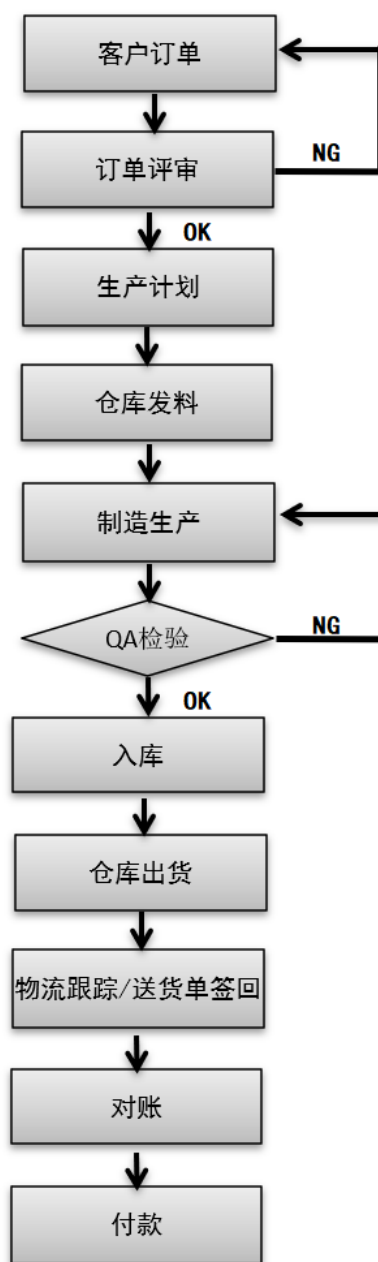 客户订单
订单评审
NG
OK
生产计划
仓库发料
制造生产
QA检验
NG
OK
入库
仓库出货
物流跟踪/送货单签回
对账
付款